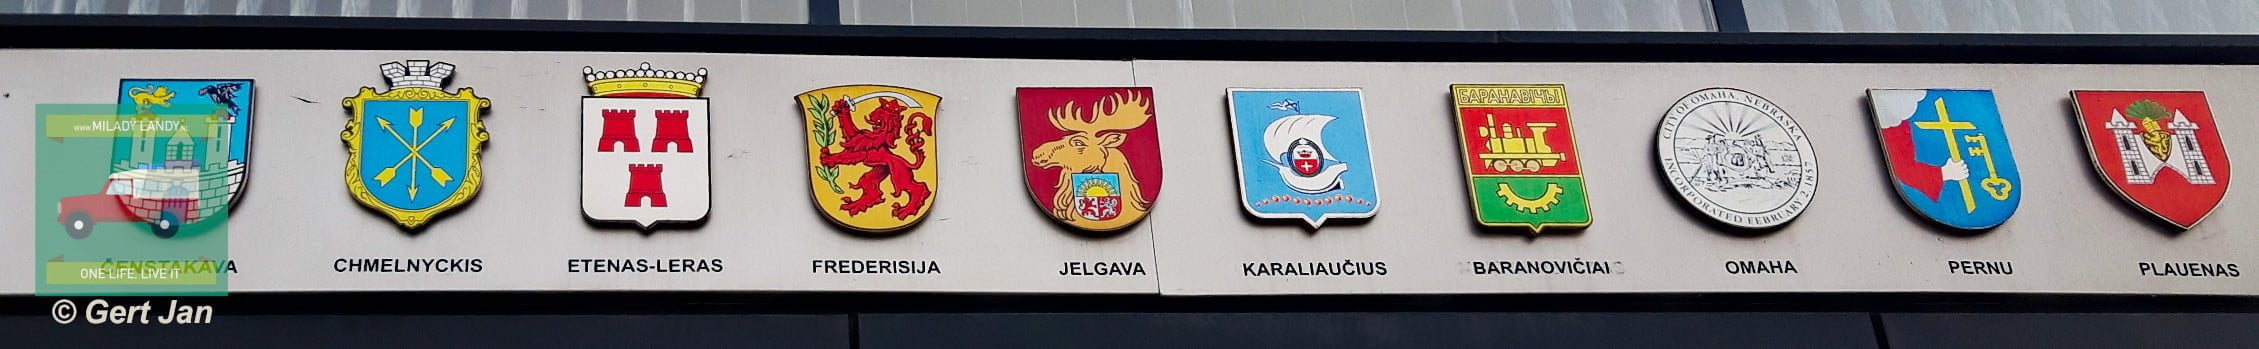 БАРАНАВІЧЫ
CITY OF OMAHA, NEBRASKA
INCORPORATED FEBRUARY 2, 1857
www.MILADY LANDY.NL
ČENSTAKAVA
CHMELNYCKIS
ETENAS-LERAS
FREDERISIJA
JELGAVA
KARALIAUČIUS
BARANOVIČIAI
OMAHA
PERNU
PLAUENAS
ONE LIFE, LIVE IT
© Gert Jan